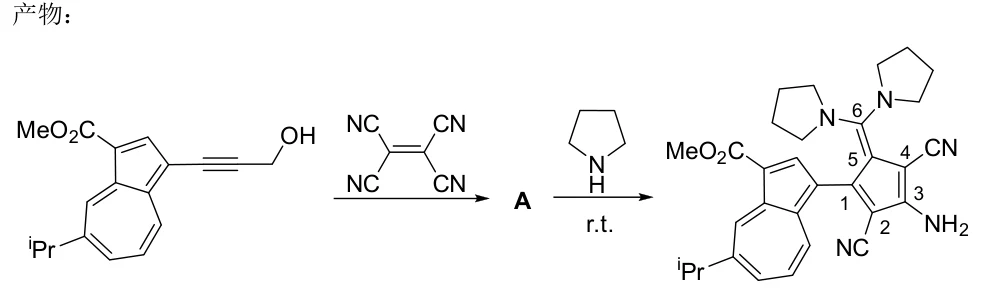 产物：
MeO₂C
OH
NC CN
NC CN
A
N
H
r.t.
ⁱPr
N
N
6
MeO₂C
5
4
CN
1
3
2
NH₂
NC
ⁱPr